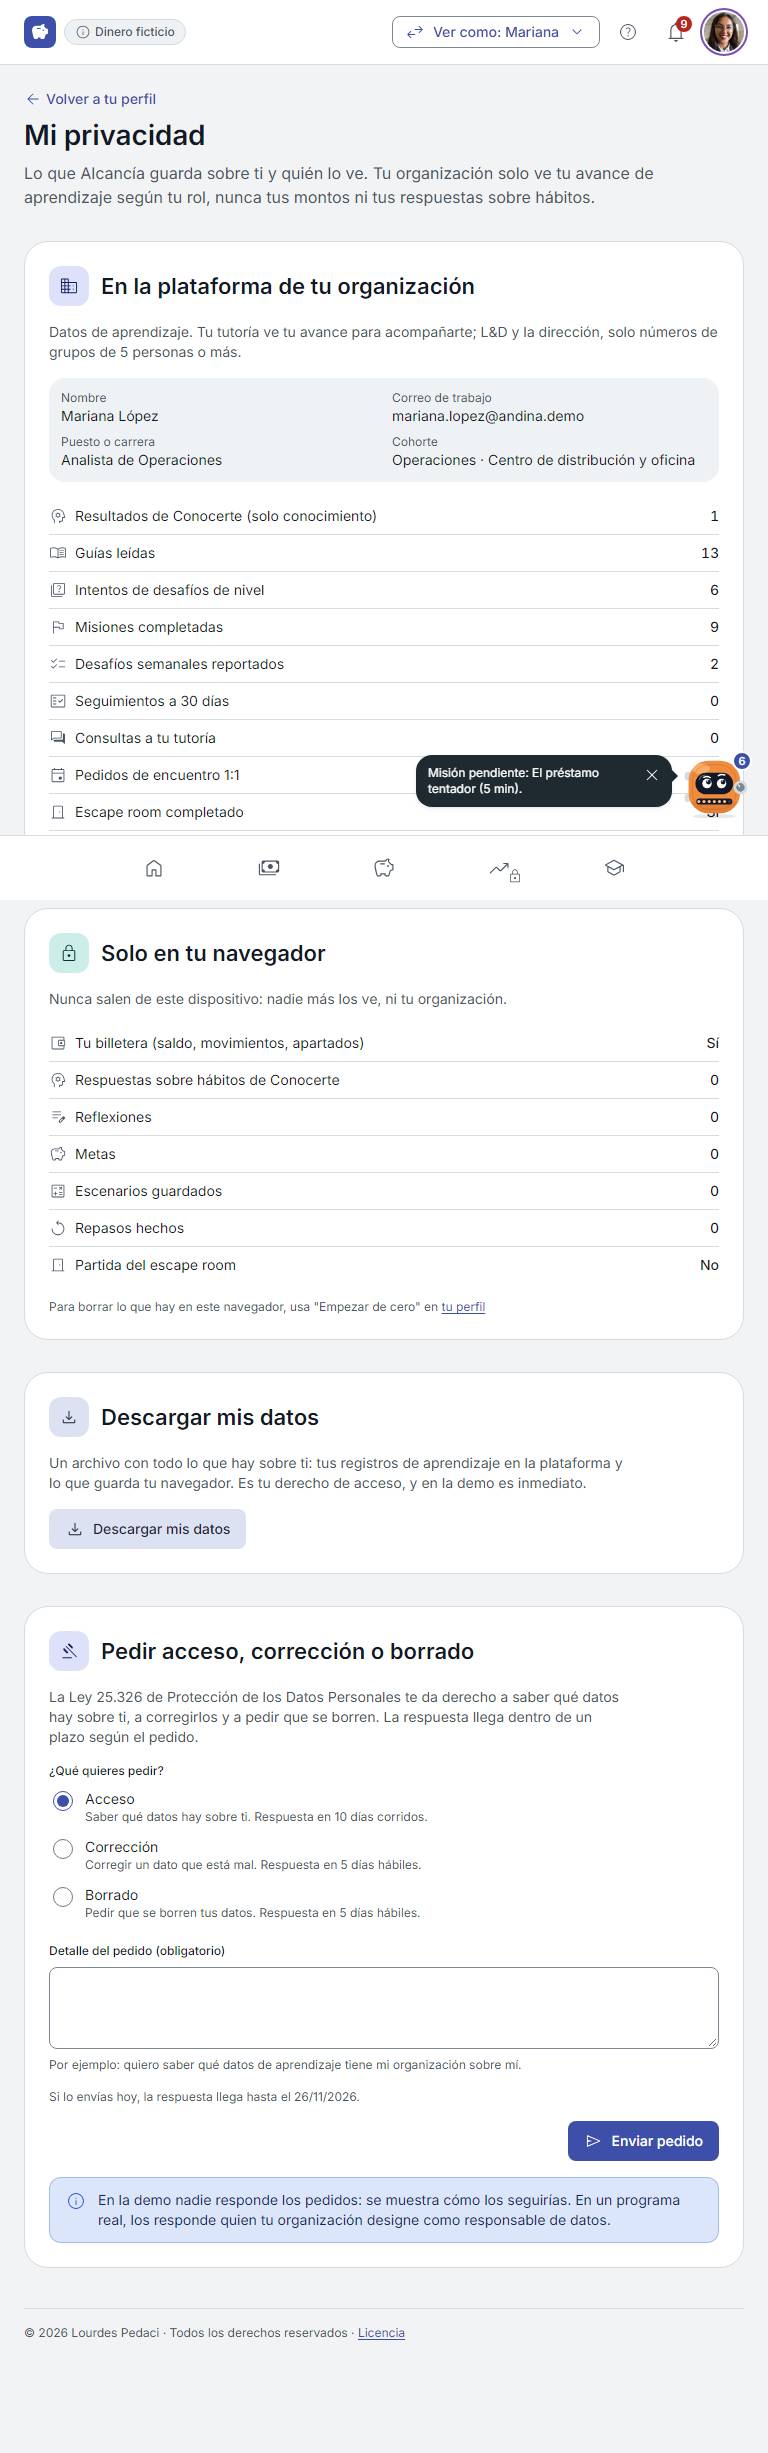 Dinero ficticio
Ver como: Mariana
9
Volver a tu perfil
Mi privacidad
Lo que Alcancía guarda sobre ti y quién lo ve. Tu organización solo ve tu avance de
aprendizaje según tu rol, nunca tus montos ni tus respuestas sobre hábitos.
En la plataforma de tu organización
Datos de aprendizaje. Tu tutoría ve tu avance para acompañarte; L&D y la dirección, solo números de
grupos de 5 personas o más.
Nombre
Mariana López
Correo de trabajo
mariana.lopez@andina.demo
Puesto o carrera
Analista de Operaciones
Cohorte
Operaciones · Centro de distribución y oficina
Resultados de Conocerte (solo conocimiento) 1
Guías leídas 13
Intentos de desafíos de nivel 6
Misiones completadas 9
Desafíos semanales reportados 2
Seguimientos a 30 días 0
Consultas a tu tutoría 0
Pedidos de encuentro 1:1
Misión pendiente: El préstamo
tentador (5 min).
6
Escape room completado
Solo en tu navegador
Nunca salen de este dispositivo: nadie más los ve, ni tu organización.
Tu billetera (saldo, movimientos, apartados) Sí
Respuestas sobre hábitos de Conocerte 0
Reflexiones 0
Metas 0
Escenarios guardados 0
Repasos hechos 0
Partida del escape room No
Para borrar lo que hay en este navegador, usa "Empezar de cero" en tu perfil
Descargar mis datos
Un archivo con todo lo que hay sobre ti: tus registros de aprendizaje en la plataforma y
lo que guarda tu navegador. Es tu derecho de acceso, y en la demo es inmediato.
Descargar mis datos
Pedir acceso, corrección o borrado
La Ley 25.326 de Protección de los Datos Personales te da derecho a saber qué datos
hay sobre ti, a corregirlos y a pedir que se borren. La respuesta llega dentro de un
plazo según el pedido.
¿Qué quieres pedir?
Acceso
Saber qué datos hay sobre ti. Respuesta en 10 días corridos.
Corrección
Corregir un dato que está mal. Respuesta en 5 días hábiles.
Borrado
Pedir que se borren tus datos. Respuesta en 5 días hábiles.
Detalle del pedido (obligatorio)
Por ejemplo: quiero saber qué datos de aprendizaje tiene mi organización sobre mí.
Si lo envías hoy, la respuesta llega hasta el 26/11/2026.
Enviar pedido
En la demo nadie responde los pedidos: se muestra cómo los seguirías. En un programa
real, los responde quien tu organización designe como responsable de datos.
© 2026 Lourdes Pedaci · Todos los derechos reservados · Licencia